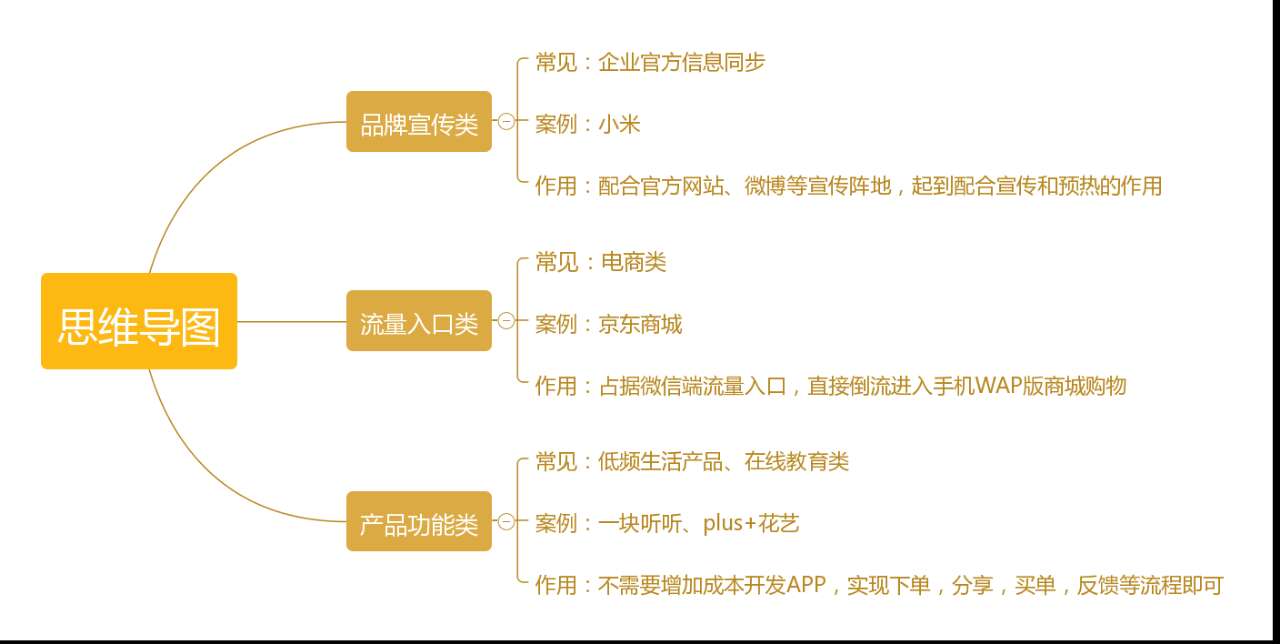 思维导图
品牌宣传类
常见：企业官方信息同步
案例：小米
作用：配合官方网站、微博等宣传阵地，起到配合宣传和预热的作用
流量入口类
常见：电商类
案例：京东商城
作用：占据微信端流量入口，直接倒流进入手机WAP版商城购物
产品功能类
常见：低频生活产品、在线教育类
案例：一块听听、plus+花艺
作用：不需要增加成本开发APP，实现下单，分享，买单，反馈等流程即可